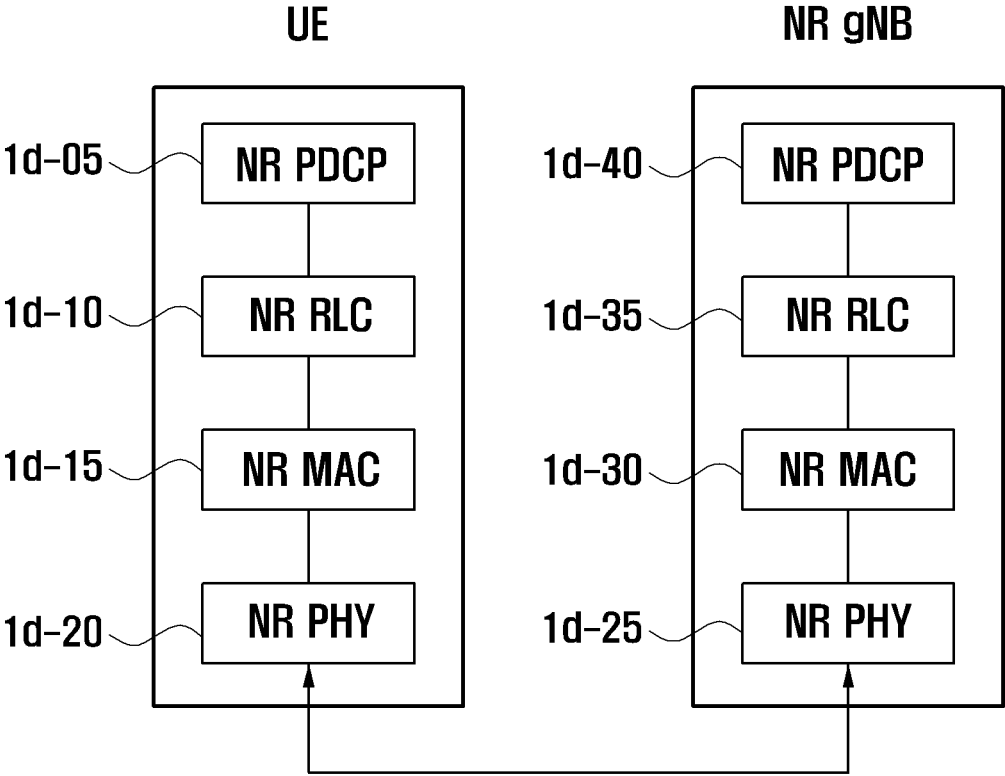 UE
NR gNB
1d-05
NR PDCP
1d-40
NR PDCP
1d-10
NR RLC
1d-35
NR RLC
1d-15
NR MAC
1d-30
NR MAC
1d-20
NR PHY
1d-25
NR PHY